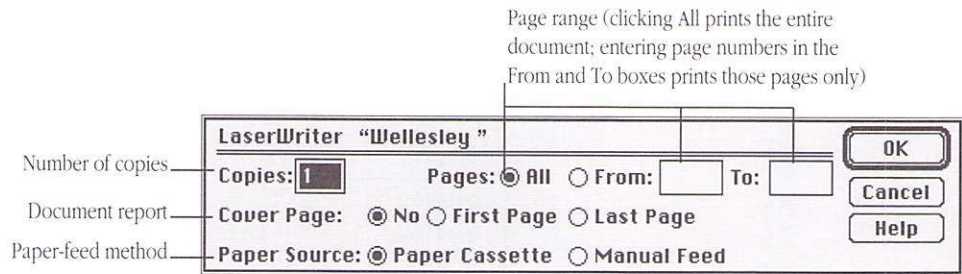 Page range (clicking All prints the entire
document; entering page numbers in the
From and To boxes prints those pages only)
LaserWriter "Wellesley" OK
Number of copies Copies: 1 Pages: All From: To: Cancel
Document report Cover Page: No First Page Last Page Help
Paper-feed method Paper Source: Paper Cassette Manual Feed